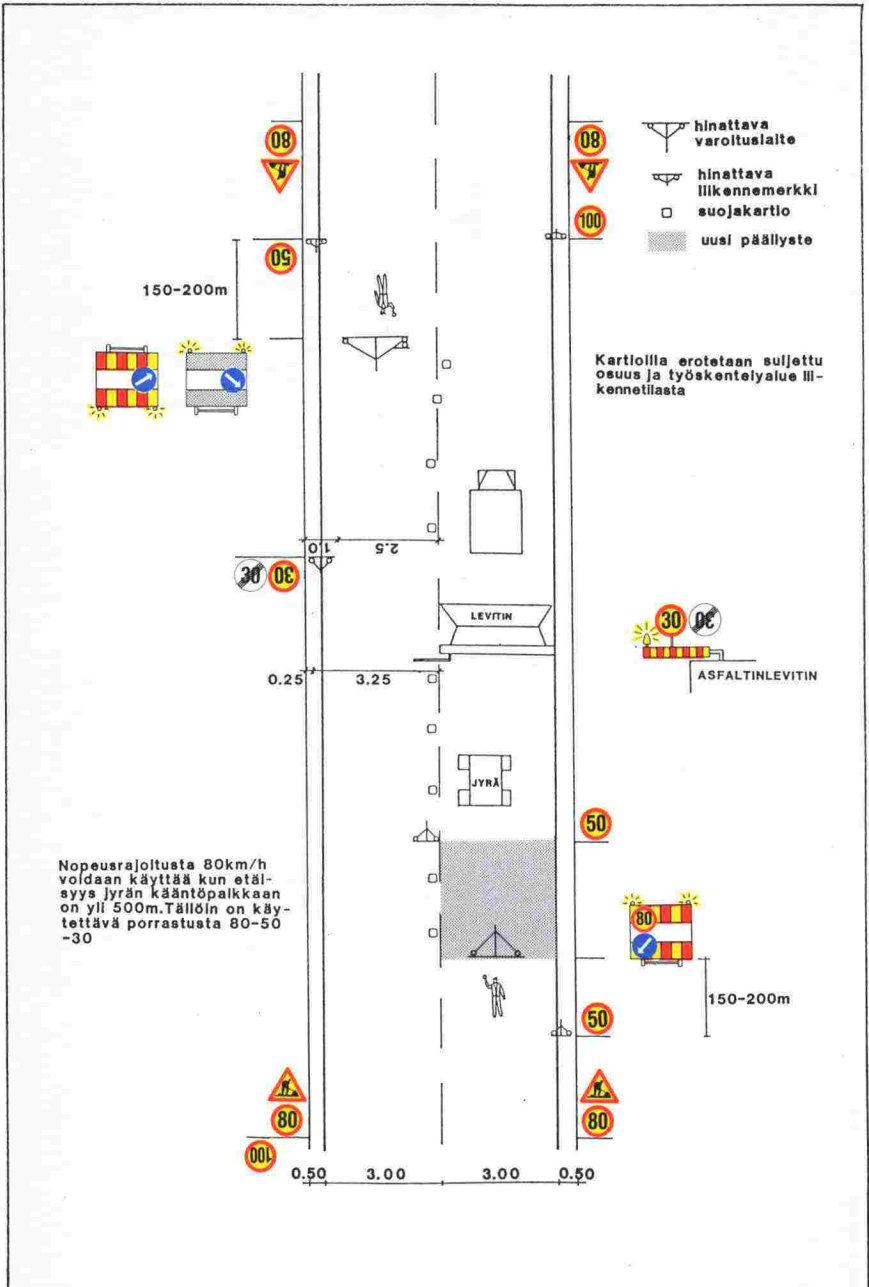 80
80
hinattava
varoituslaite
hinattava
liikennemerkki
100
suojakartio
50
uusi päällyste
150-200m
Kartioilla erotetaan suljettu
osuus ja työskentelyalue lii-
kennetilasta
1.0
2.5
30
30
LEVITIN
30
30
ASFALTINLEVITIN
0.25
3.25
JYRÄ
50
Nopeusrajoitusta 80km/h
voidaan käyttää kun etäi-
syys jyrän kääntöpaikkaan
on yli 500m.Tällöin on käy-
tettävä porrastusta 80-50
-30
80
150-200m
50
80
80
100
0.50
3.00
3.00
0.50